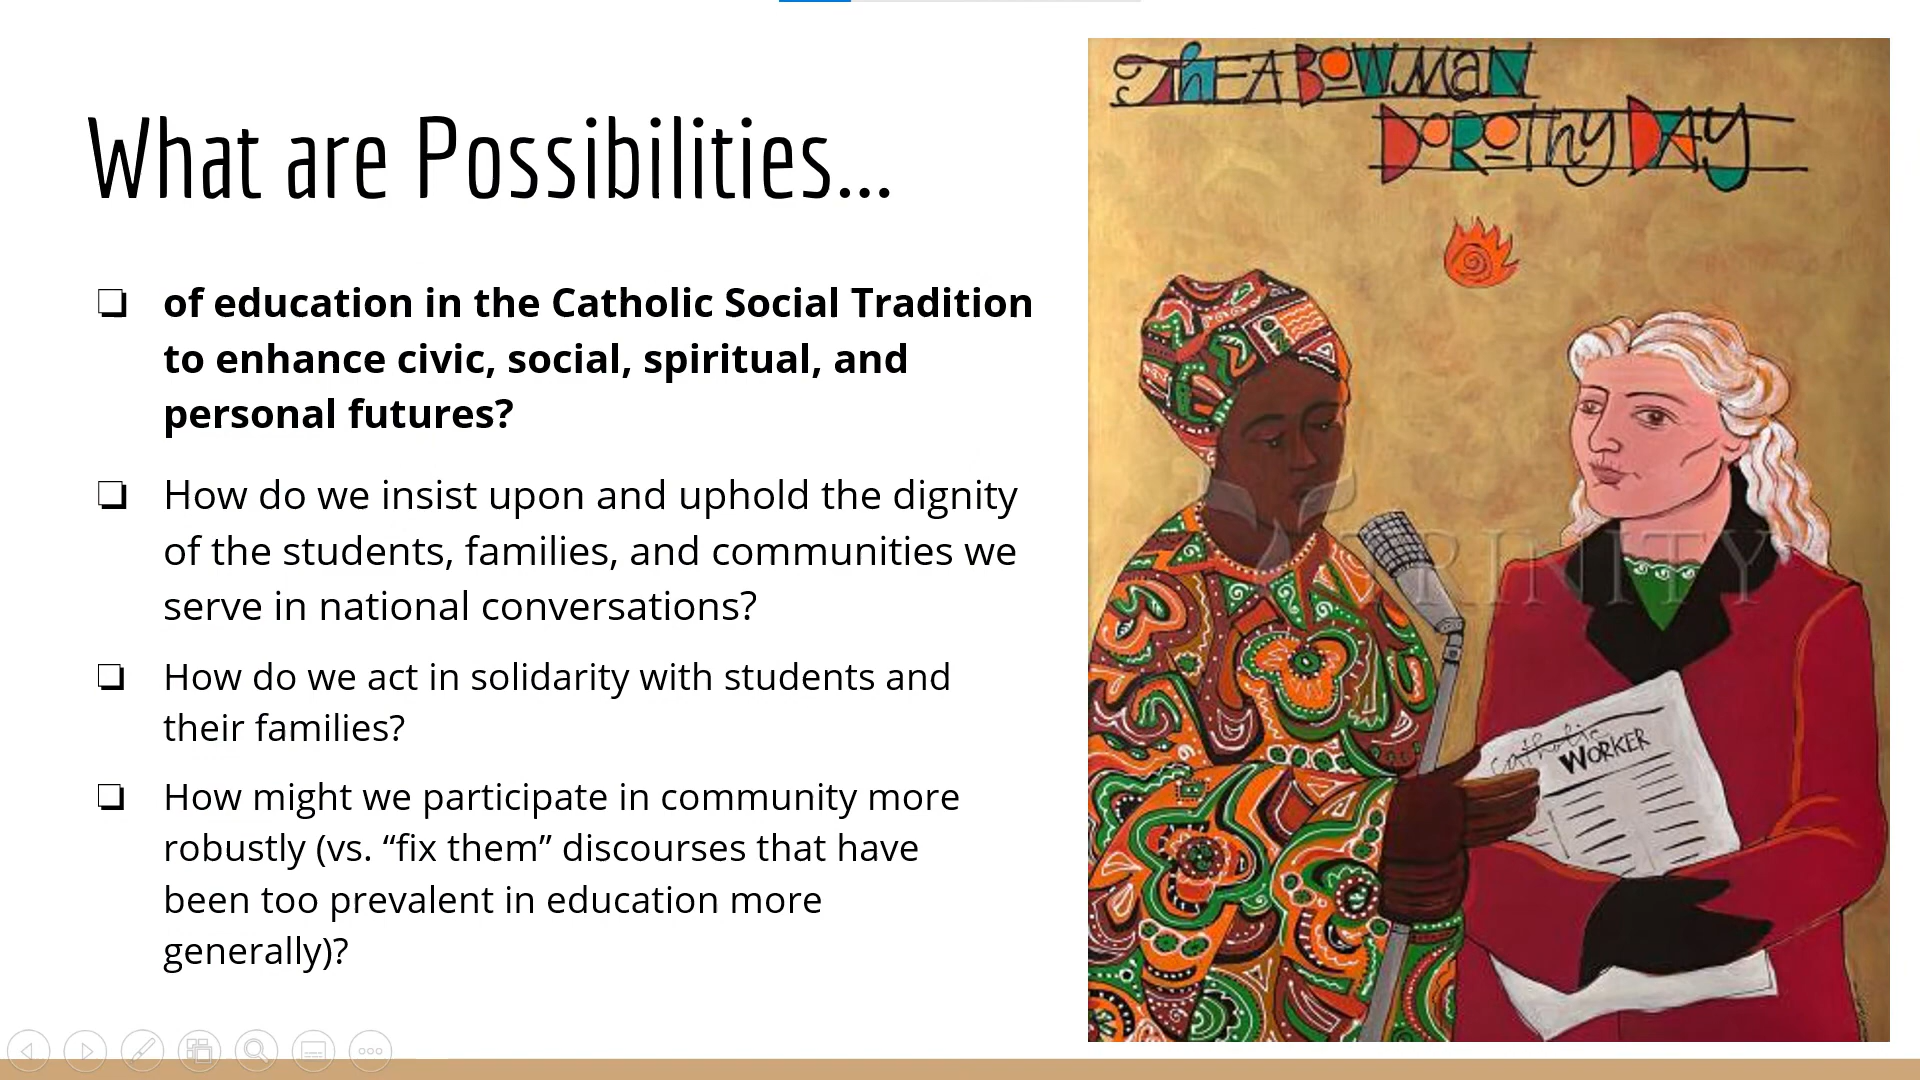 What are Possibilities...
❏ of education in the Catholic Social Tradition
to enhance civic, social, spiritual, and
personal futures?
❏ How do we insist upon and uphold the dignity
of the students, families, and communities we
serve in national conversations?
❏ How do we act in solidarity with students and
their families?
❏ How might we participate in community more
robustly (vs. “fix them” discourses that have
been too prevalent in education more
generally)?
ThEA BOWMaN
DOROThy DAy
TRINITY
catholic
WORKER